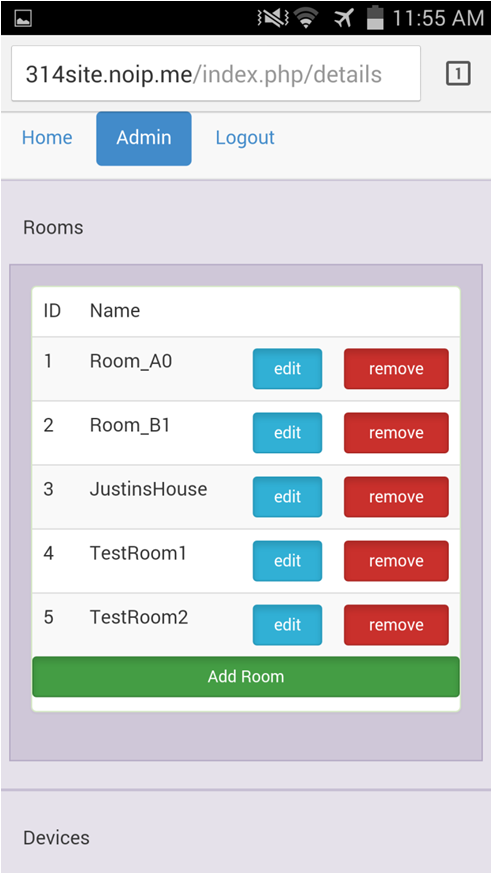 11:55 AM
314site.noip.me/index.php/details
1
Home Admin Logout
Rooms
ID Name
1 Room_A0 edit remove
2 Room_B1 edit remove
3 JustinsHouse edit remove
4 TestRoom1 edit remove
5 TestRoom2 edit remove
Add Room
Devices